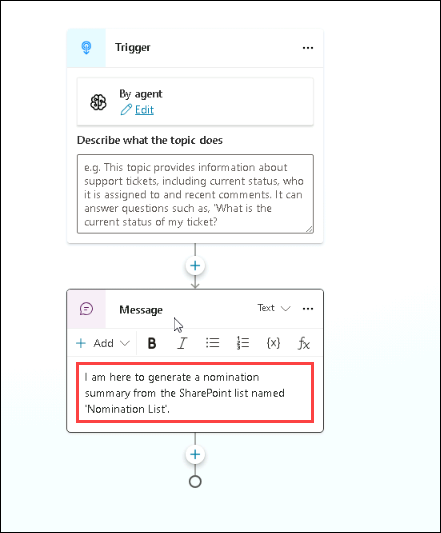 Trigger
By agent
Edit
Describe what the topic does
e.g. This topic provides information about
support tickets, including current status, who
it is assigned to and recent comments. It can
answer questions such as, 'What is the
current status of my ticket?
Message
Text
Add
B I {x} fx
I am here to generate a nomination
summary from the SharePoint list named
'Nomination List'.